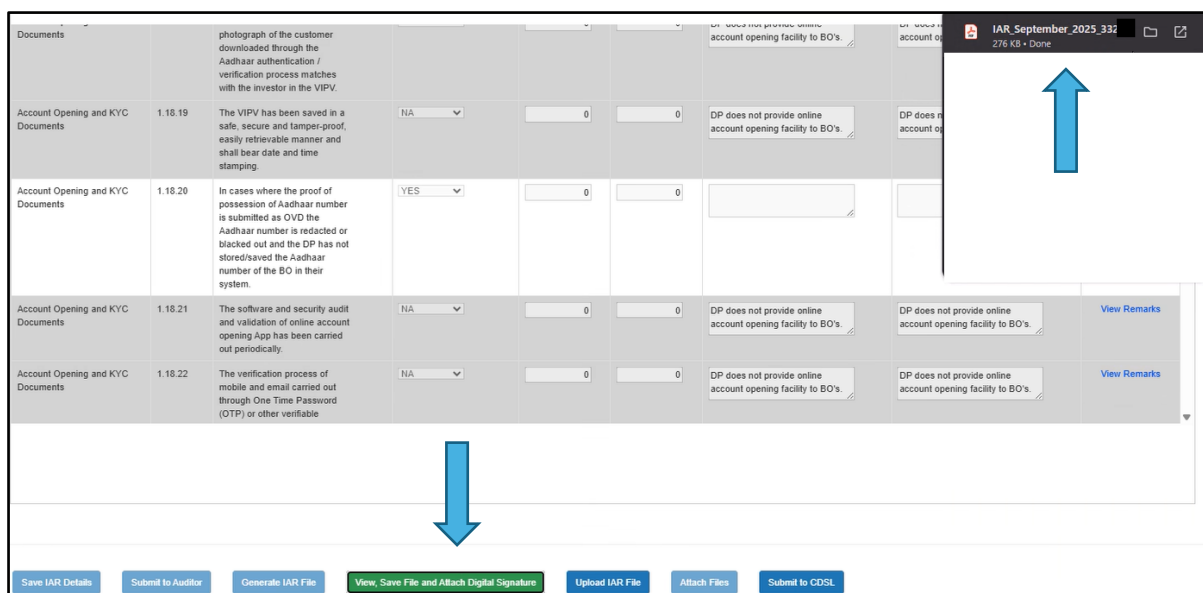 Documents
photograph of the customer
downloaded through the
Aadhaar authentication /
verification process matches
with the investor in the VIPV.
account opening facility to BO's.
IAR_September_2025_332
276 KB • Done
Account Opening and KYC
Documents
1.18.19
The VIPV has been saved in a
safe, secure and tamper-proof,
easily retrievable manner and
shall bear date and time
stamping.
NA
0
0
DP does not provide online
account opening facility to BO's.
DP does n
account op
Account Opening and KYC
Documents
1.18.20
In cases where the proof of
possession of Aadhaar number
is submitted as OVD the
Aadhaar number is redacted or
blacked out and the DP has not
stored/saved the Aadhaar
number of the BO in their
system.
YES
0
0
Account Opening and KYC
Documents
1.18.21
The software and security audit
and validation of online account
opening App has been carried
out periodically.
NA
0
0
DP does not provide online
account opening facility to BO's.
DP does not provide online
account opening facility to BO's.
View Remarks
Account Opening and KYC
Documents
1.18.22
The verification process of
mobile and email carried out
through One Time Password
(OTP) or other verifiable
NA
0
0
DP does not provide online
account opening facility to BO's.
DP does not provide online
account opening facility to BO's.
View Remarks
Save IAR Details
Submit to Auditor
Generate IAR File
View, Save File and Attach Digital Signature
Upload IAR File
Attach Files
Submit to CDSL